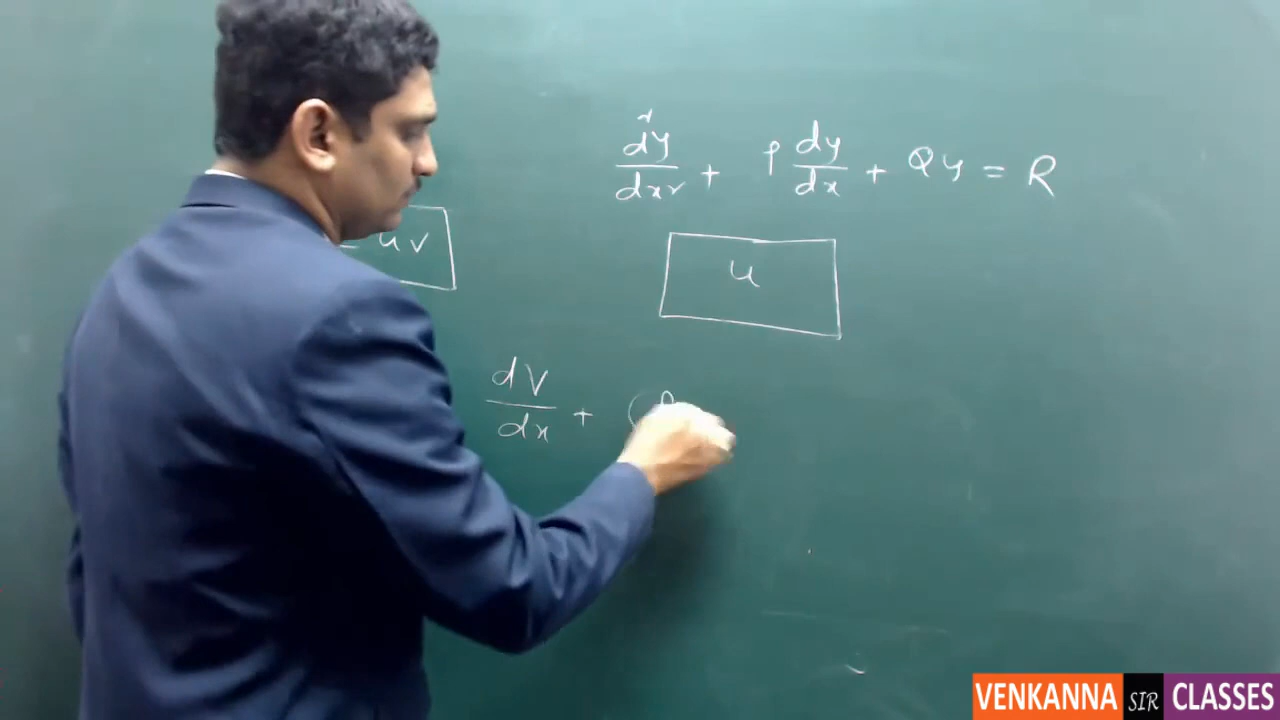 d²y/dx² + P dy/dx + Qy = R
= uv
u
dV/dx + (
VENKANNA SIR CLASSES